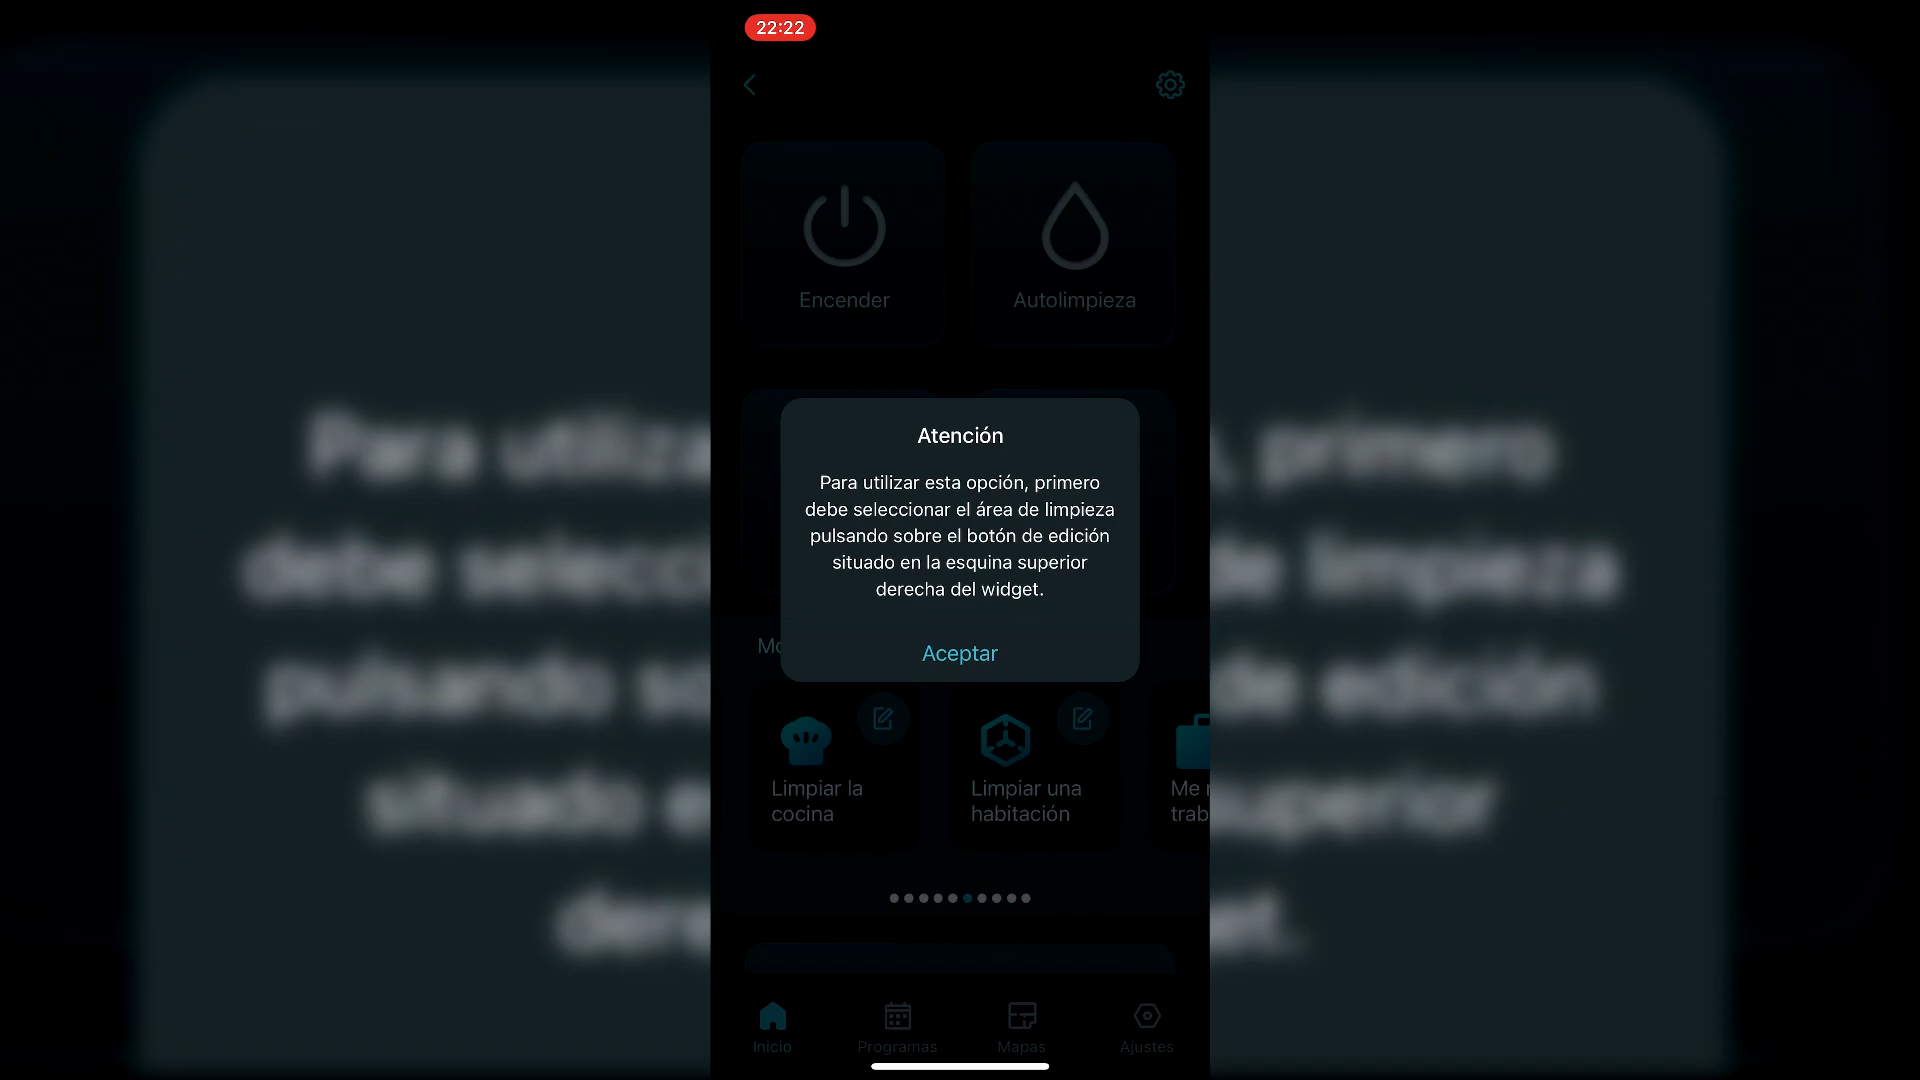 22:22
Encender
Autolimpieza
Atención
Para utilizar esta opción, primero
debe seleccionar el área de limpieza
pulsando sobre el botón de edición
situado en la esquina superior
derecha del widget.
Aceptar
Limpiar la
cocina
Limpiar una
habitación
Me
Inicio
Programas
Mapas
Ajustes